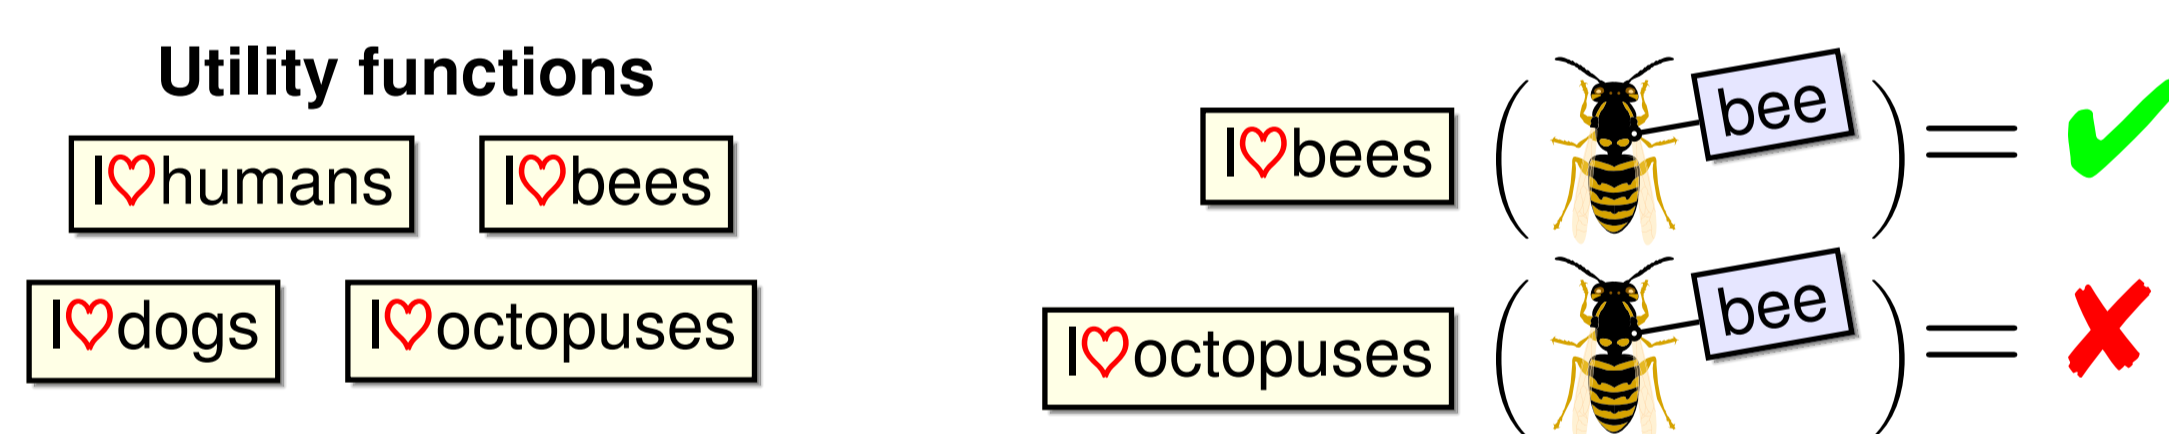 Utility functions
I♡humans
I♡bees
I♡dogs
I♡octopuses
I♡bees ( bee ) = ✔
I♡octopuses ( bee ) = ✘